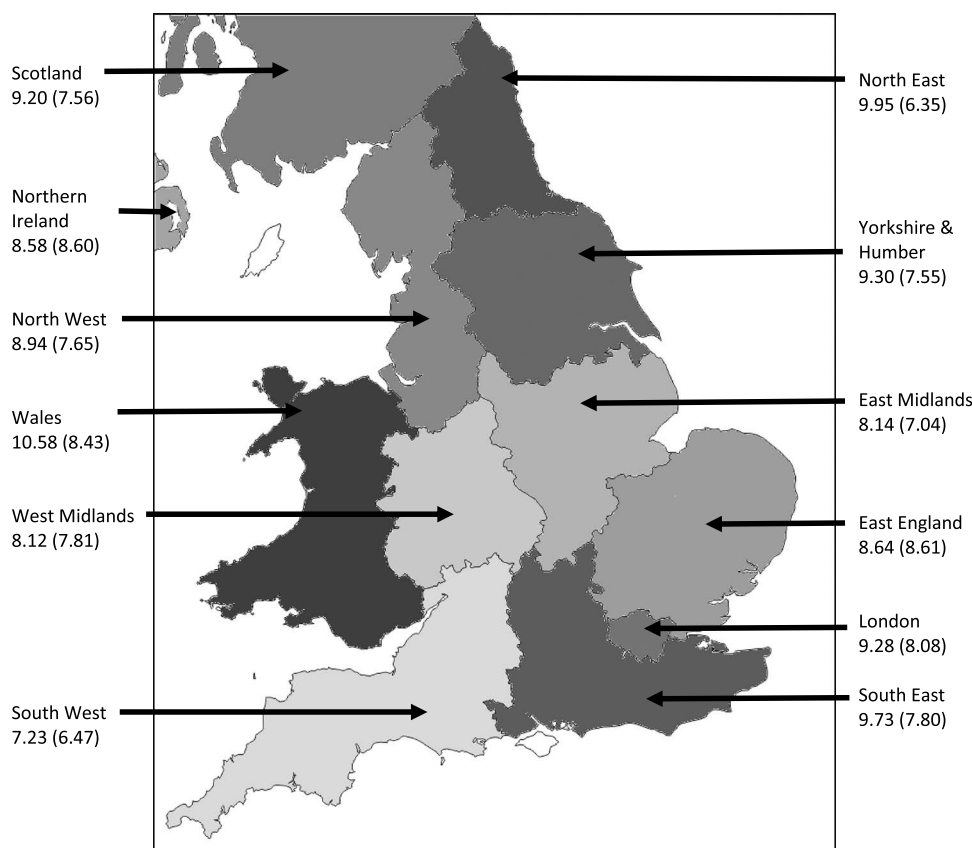 Scotland
9.20 (7.56)
Northern
Ireland
8.58 (8.60)
North West
8.94 (7.65)
Wales
10.58 (8.43)
West Midlands
8.12 (7.81)
South West
7.23 (6.47)
North East
9.95 (6.35)
Yorkshire &
Humber
9.30 (7.55)
East Midlands
8.14 (7.04)
East England
8.64 (8.61)
London
9.28 (8.08)
South East
9.73 (7.80)